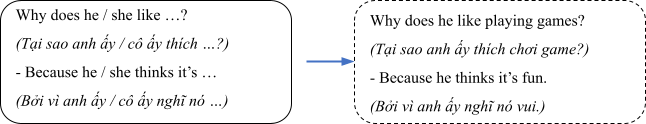 Why does he / she like …?
(Tại sao anh ấy / cô ấy thích …?)
- Because he / she thinks it’s …
(Bởi vì anh ấy / cô ấy nghĩ nó …)
Why does he like playing games?
(Tại sao anh ấy thích chơi game?)
- Because he thinks it’s fun.
(Bởi vì anh ấy nghĩ nó vui.)